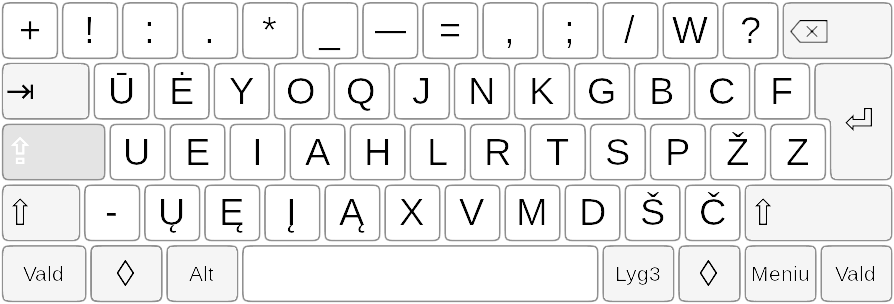 + ! : . * _ — = , ; / W ?
Ū Ė Y O Q J N K G B C F
U E I A H L R T S P Ž Z
- Ų Ę Į Ą X V M D Š Č
Vald Alt Lyg3 Meniu Vald